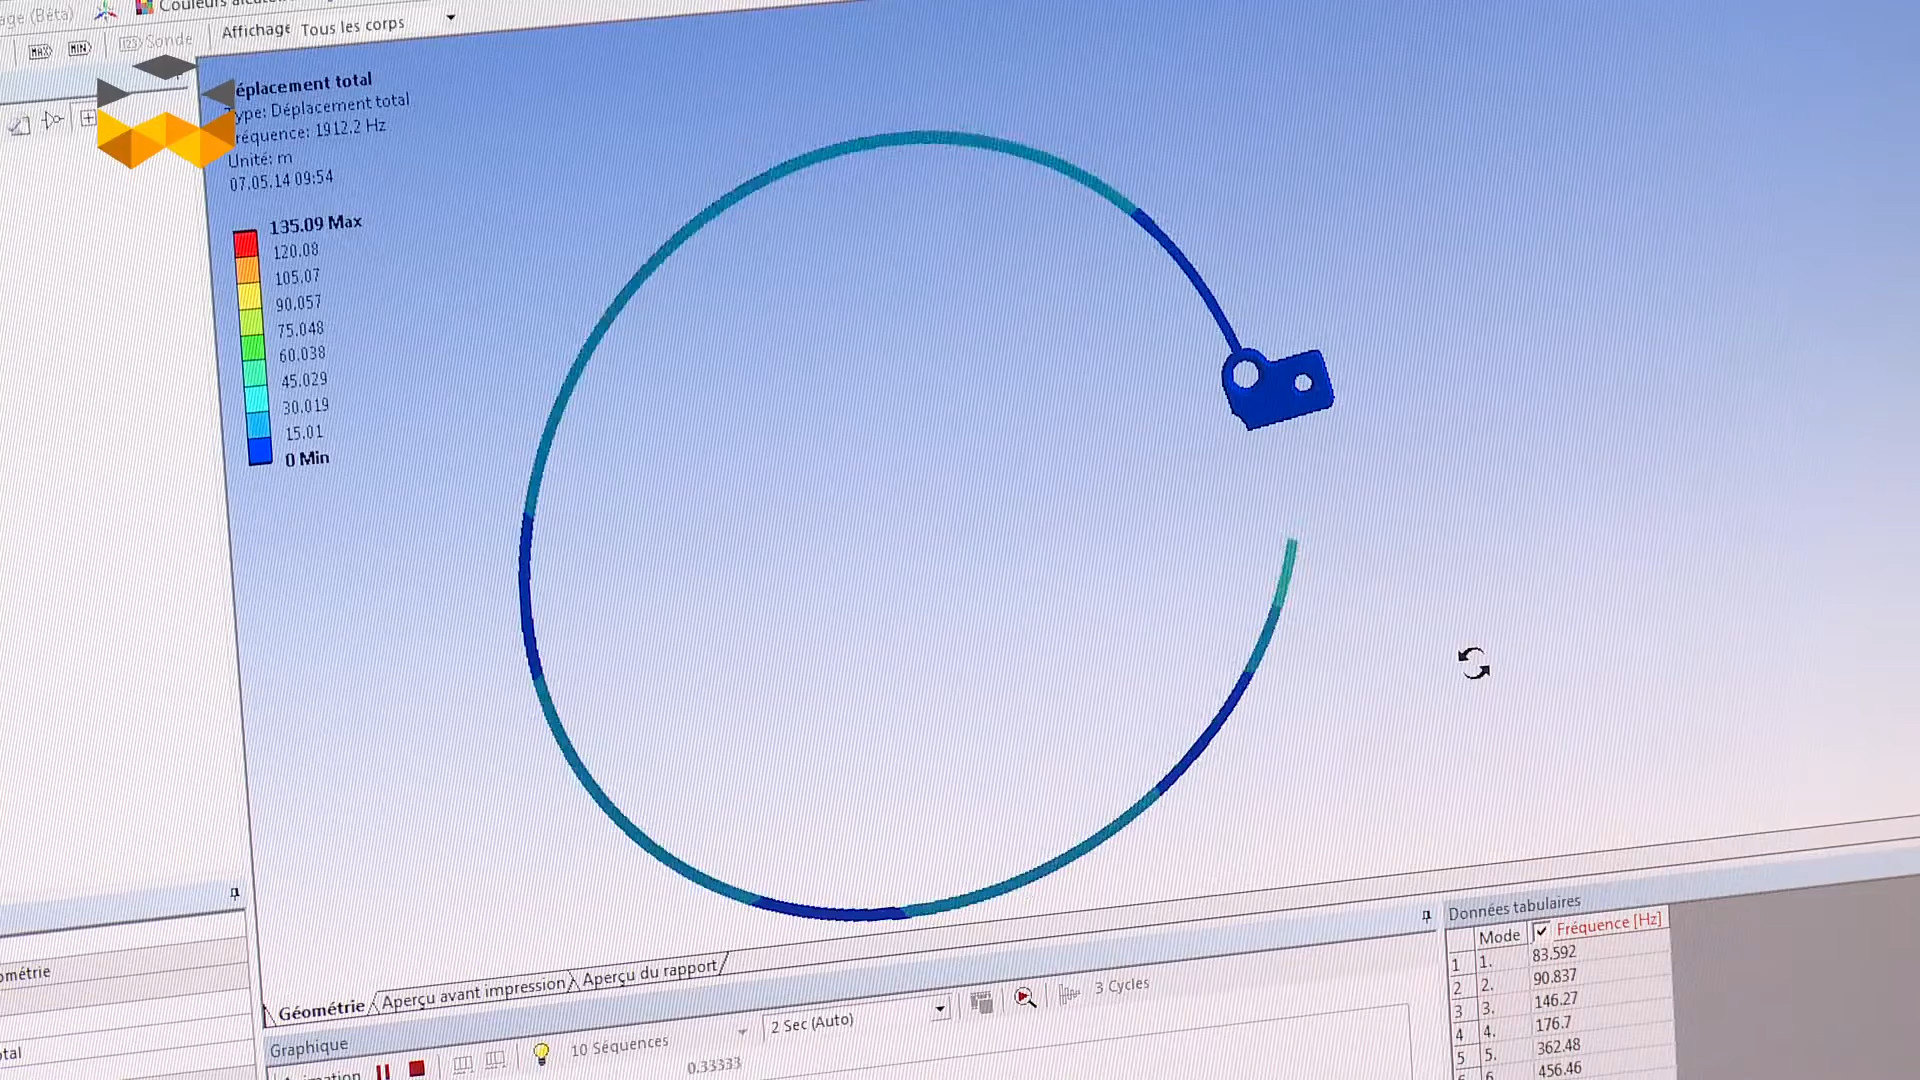 Affichage Tous les corps
MAX MIN Sonde
éplacement total
ype: Déplacement total
réquence: 1912.2 Hz
Unité: m
07.05.14 09:54
135.09 Max
120.08
105.07
90.057
75.048
60.038
45.029
30.019
15.01
0 Min
ométrie
Géométrie Aperçu avant impression Aperçu du rapport
Graphique
2 Sec (Auto)
3 Cycles
10 Séquences
0.33333
Données tabulaires
Mode Fréquence [Hz]
1 1. 83.592
2 2. 90.837
3 3. 146.27
4 4. 176.7
5 5. 362.48
6. 456.46